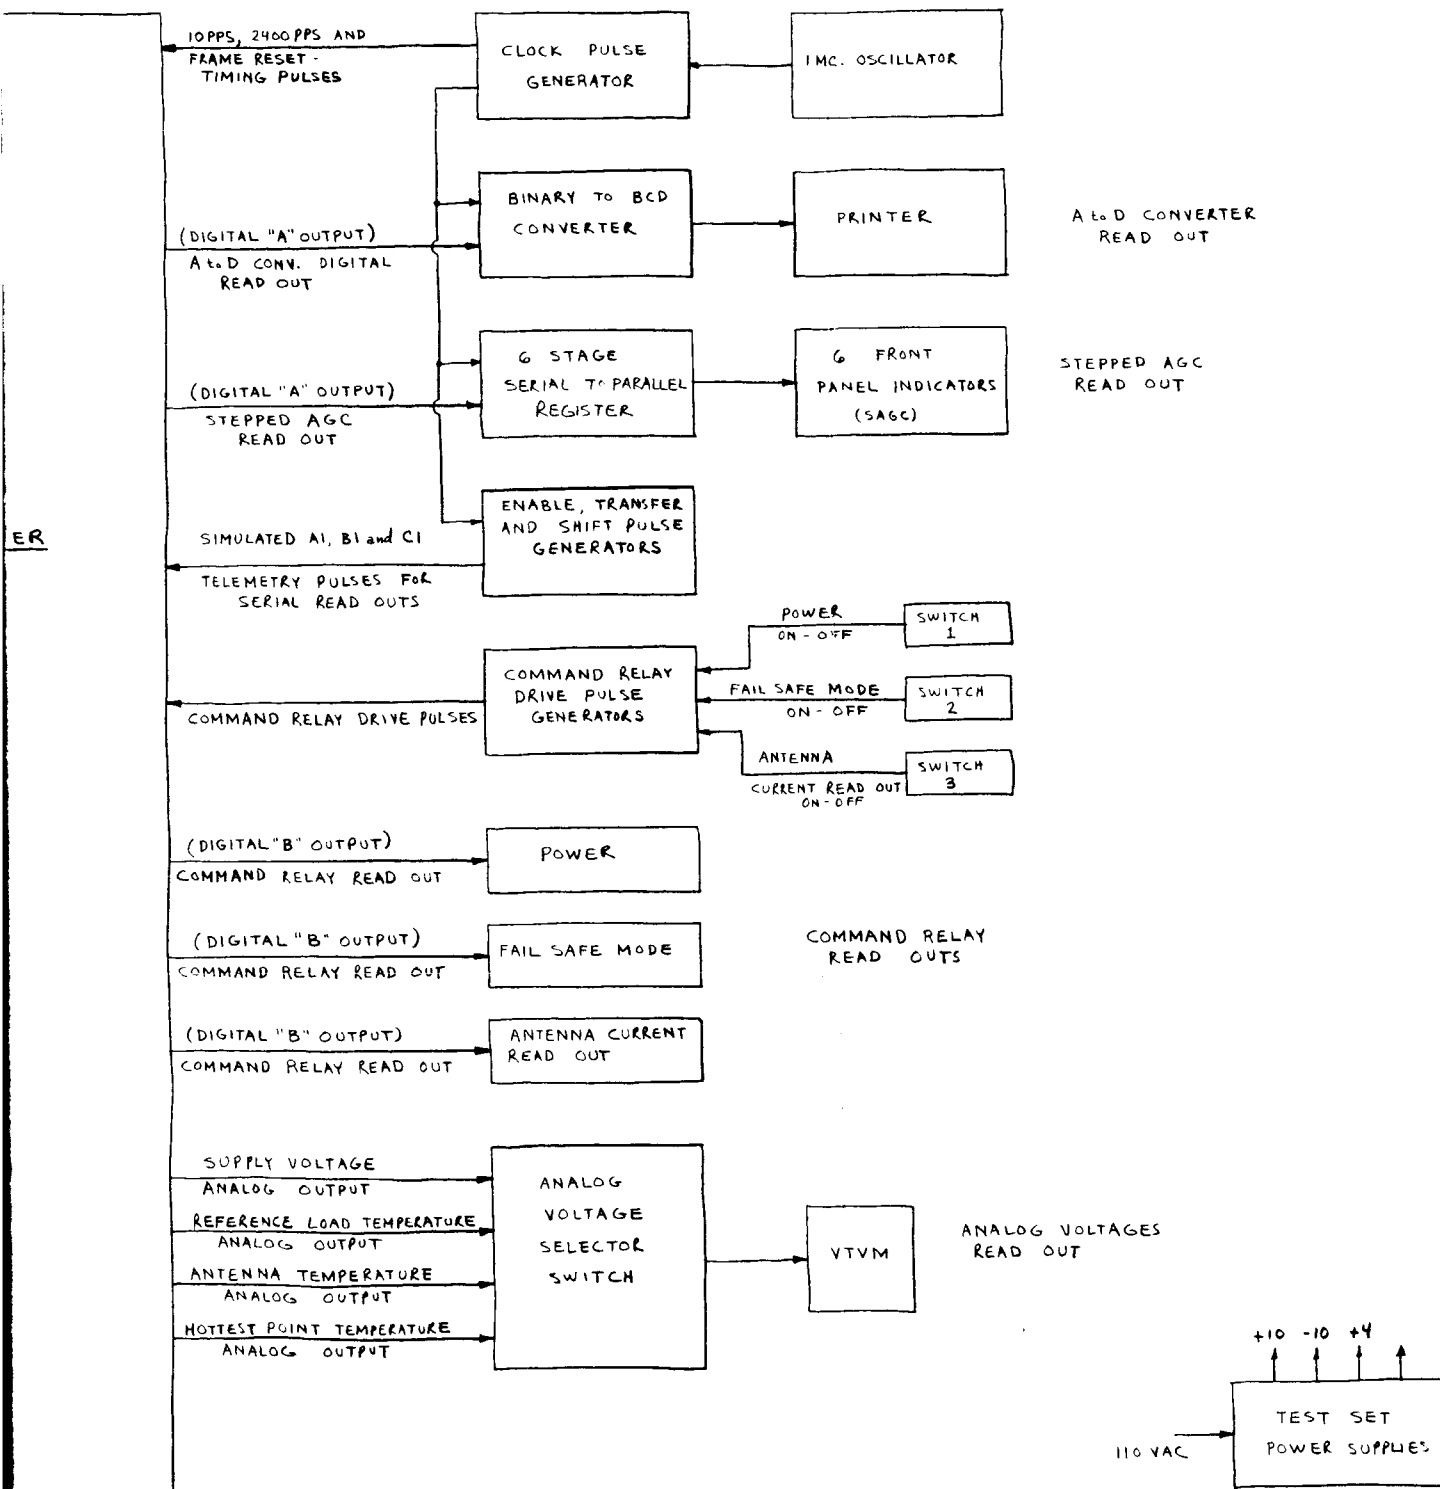 10PPS, 2400PPS AND
FRAME RESET -
TIMING PULSES
CLOCK PULSE
GENERATOR
1MC. OSCILLATOR
BINARY TO BCD
CONVERTER
PRINTER
A to D CONVERTER
READ OUT
(DIGITAL "A" OUTPUT)
A to D CONV. DIGITAL
READ OUT
6 STAGE
SERIAL TO PARALLEL
REGISTER
6 FRONT
PANEL INDICATORS
(SAGC)
STEPPED AGC
READ OUT
(DIGITAL "A" OUTPUT)
STEPPED AGC
READ OUT
ENABLE, TRANSFER
AND SHIFT PULSE
GENERATORS
ER
SIMULATED A1, B1 and C1
TELEMETRY PULSES FOR
SERIAL READ OUTS
POWER
ON - OFF
SWITCH
1
COMMAND RELAY
DRIVE PULSE
GENERATORS
FAIL SAFE MODE
ON - OFF
SWITCH
2
COMMAND RELAY DRIVE PULSES
ANTENNA
CURRENT READ OUT
ON-OFF
SWITCH
3
(DIGITAL "B" OUTPUT)
COMMAND RELAY READ OUT
POWER
(DIGITAL "B" OUTPUT)
COMMAND RELAY READ OUT
FAIL SAFE MODE
COMMAND RELAY
READ OUTS
(DIGITAL "B" OUTPUT)
COMMAND RELAY READ OUT
ANTENNA CURRENT
READ OUT
SUPPLY VOLTAGE
ANALOG OUTPUT
REFERENCE LOAD TEMPERATURE
ANALOG OUTPUT
ANTENNA TEMPERATURE
ANALOG OUTPUT
HOTTEST POINT TEMPERATURE
ANALOG OUTPUT
ANALOG
VOLTAGE
SELECTOR
SWITCH
VTVM
ANALOG VOLTAGES
READ OUT
+10 -10 +4
TEST SET
POWER SUPPLIES
110 VAC